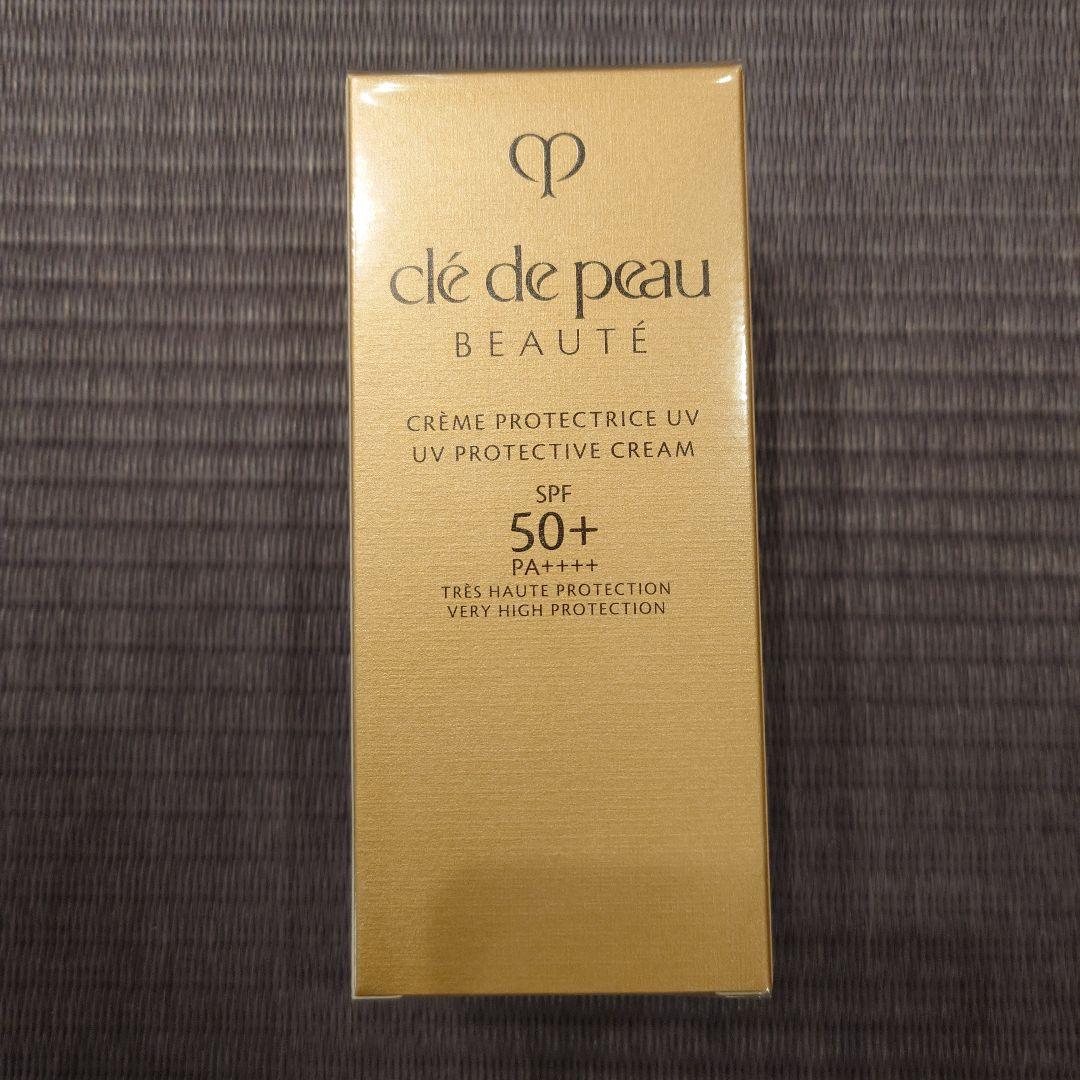 clé de peau
BEAUTÉ
CRÈME PROTECTRICE UV
UV PROTECTIVE CREAM
SPF
50+
PA++++
TRÈS HAUTE PROTECTION
VERY HIGH PROTECTION